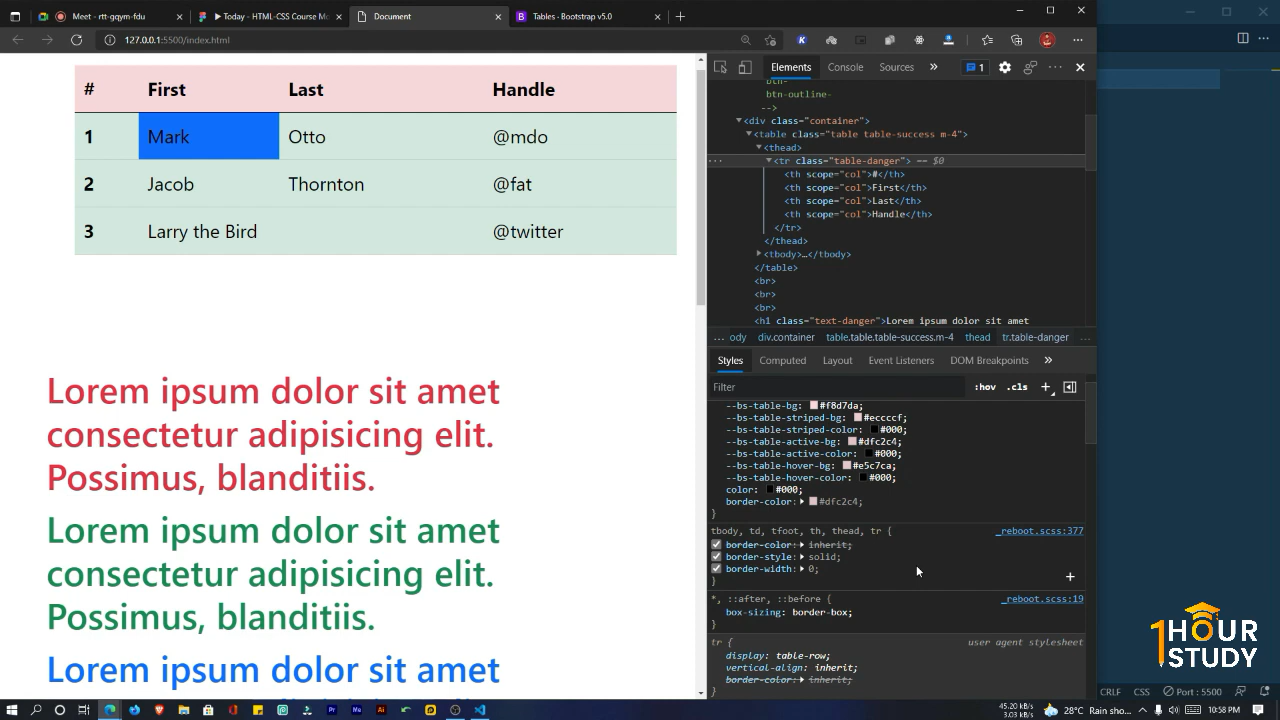 Meet - rtt-gqym-fdu
Today - HTML-CSS Course Mo
Document
Tables · Bootstrap v5.0
127.0.0.1:5500/index.html
# First Last Handle
1 Mark Otto @mdo
2 Jacob Thornton @fat
3 Larry the Bird @twitter
Lorem ipsum dolor sit amet
consectetur adipisicing elit.
Possimus, blanditiis.
Lorem ipsum dolor sit amet
consectetur adipisicing elit.
Possimus, blanditiis.
Lorem ipsum dolor sit amet
Elements Console Sources » 1
btn-
btn-outline-
-->
<div class="container">
<table class="table table-success m-4">
<thead>
<tr class="table-danger"> == $0
<th scope="col">#</th>
<th scope="col">First</th>
<th scope="col">Last</th>
<th scope="col">Handle</th>
</tr>
</thead>
<tbody>…</tbody>
</table>
<br>
<br>
<br>
<h1 class="text-danger">Lorem ipsum dolor sit amet
... ody div.container table.table.table-success.m-4 thead tr.table-danger ...
Styles Computed Layout Event Listeners DOM Breakpoints »
Filter :hov .cls +
--bs-table-bg: #f8d7da;
--bs-table-striped-bg: #eccccf;
--bs-table-striped-color: #000;
--bs-table-active-bg: #dfc2c4;
--bs-table-active-color: #000;
--bs-table-hover-bg: #e5c7ca;
--bs-table-hover-color: #000;
color: #000;
border-color: #dfc2c4;
}
tbody, td, tfoot, th, thead, tr { _reboot.scss:377
border-color: inherit;
border-style: solid;
border-width: 0;
}
*, ::after, ::before { _reboot.scss:19
box-sizing: border-box;
}
tr { user agent stylesheet
display: table-row;
vertical-align: inherit;
border-color: inherit;
}
1HOUR
STUDY
CRLF CSS Port : 5500
45.20 kB/s
3.03 kB/s
28°C Rain sho... 10:58 PM